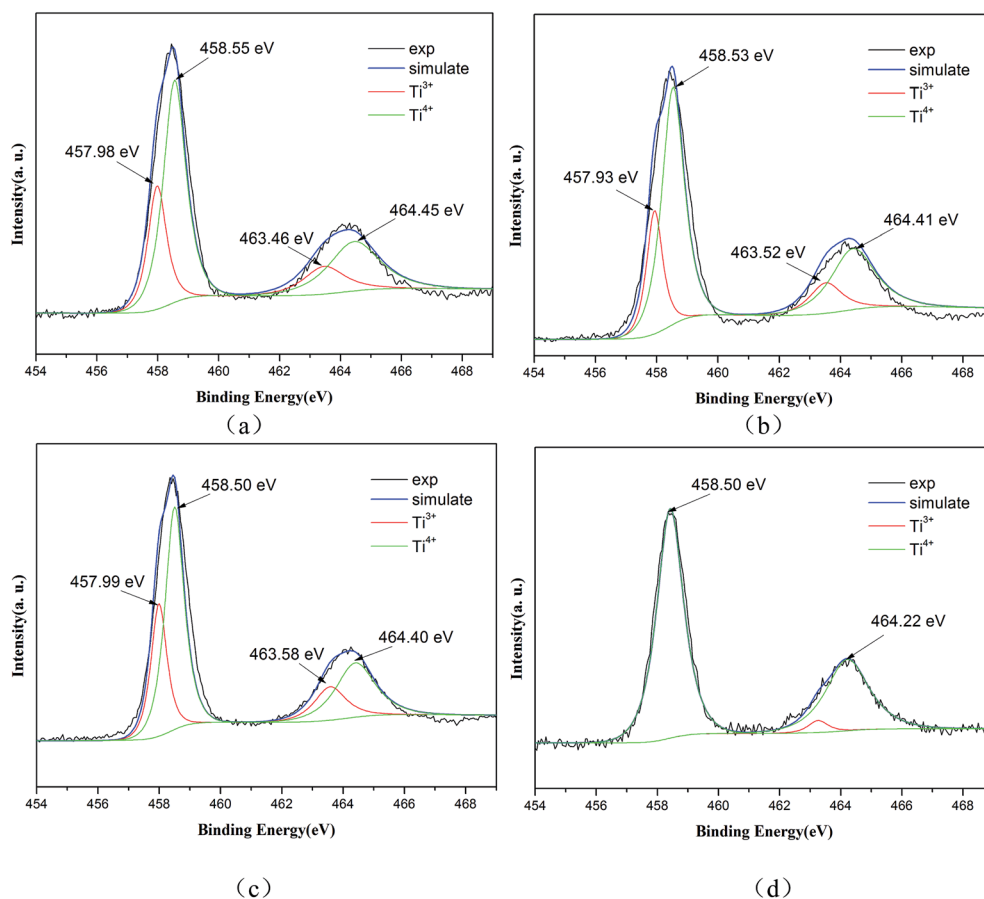 458.55 eV
exp
simulate
Ti3+
Ti4+
457.98 eV
464.45 eV
463.46 eV
Intensity(a. u.)
454 456 458 460 462 464 466 468
Binding Energy(eV)
（a）
458.53 eV
exp
simulate
Ti3+
Ti4+
457.93 eV
464.41 eV
463.52 eV
Intensity(a. u.)
454 456 458 460 462 464 466 468
Binding Energy(eV)
（b）
458.50 eV
exp
simulate
Ti3+
Ti4+
457.99 eV
464.40 eV
463.58 eV
Intensity(a. u.)
454 456 458 460 462 464 466 468
Binding Energy(eV)
（c）
458.50 eV
exp
simulate
Ti3+
Ti4+
464.22 eV
Intensity(a. u.)
454 456 458 460 462 464 466 468
Binding Energy(eV)
（d）